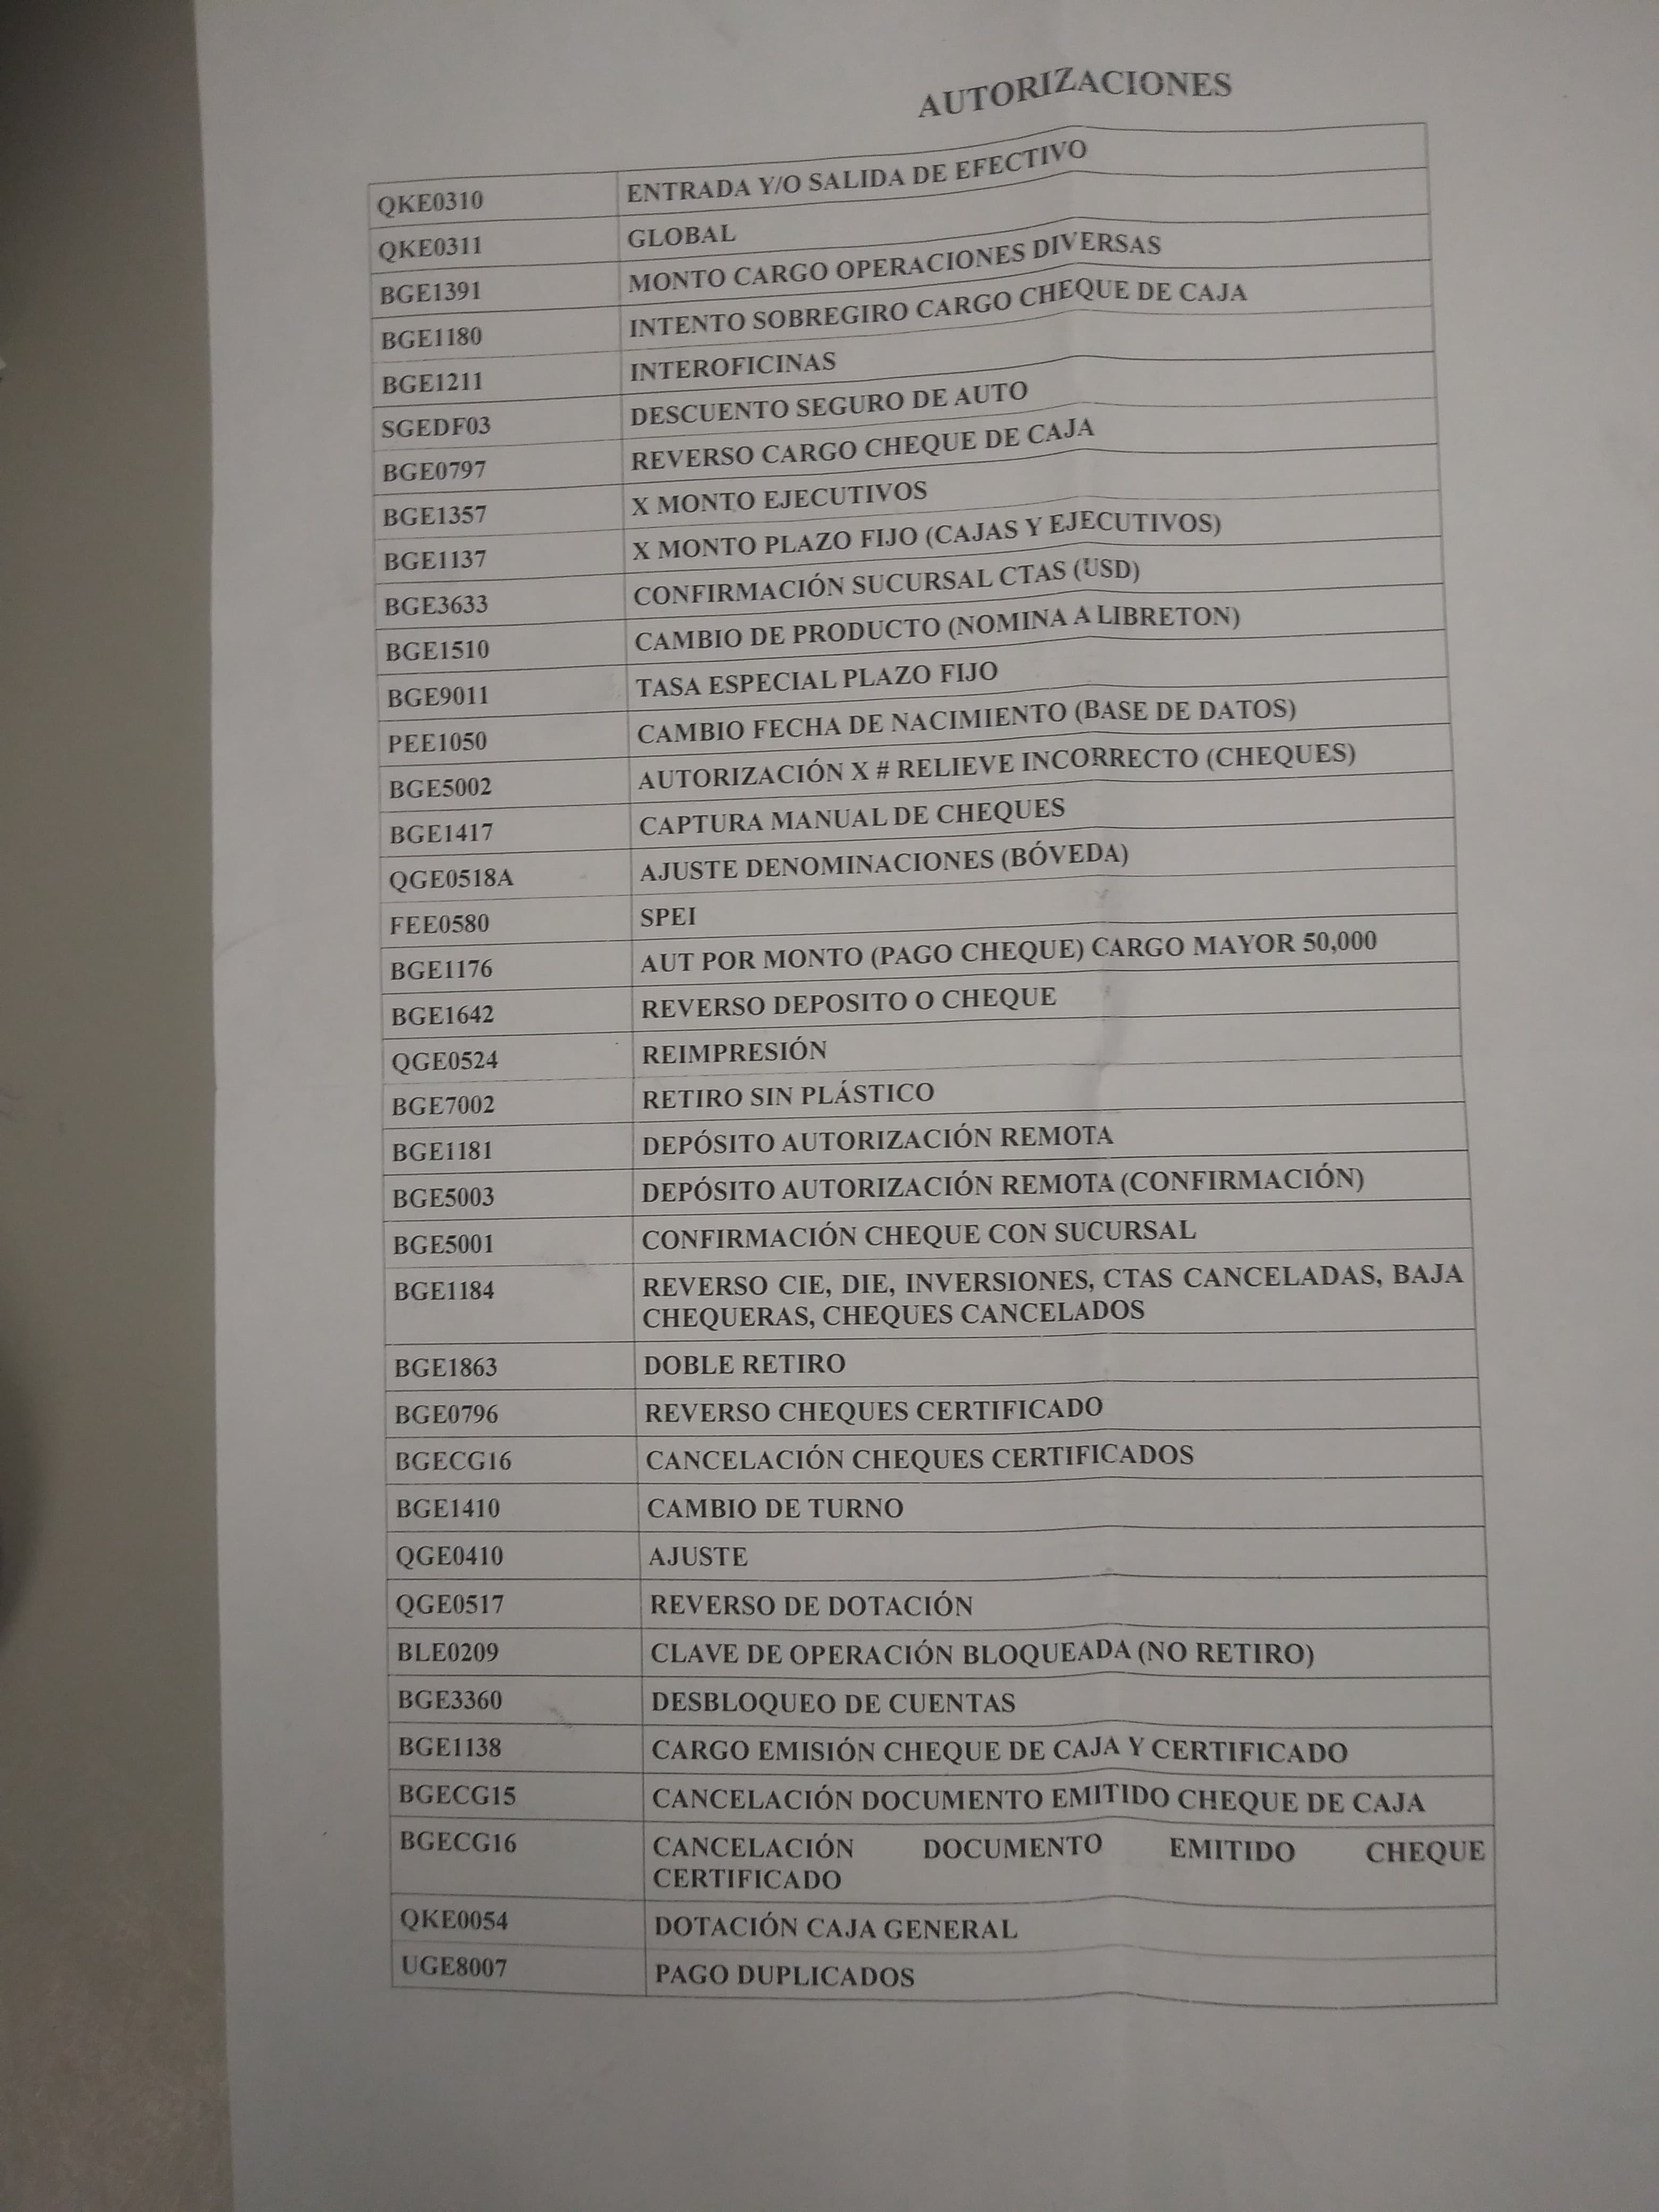 AUTORIZACIONES
QKE0310 ENTRADA Y/O SALIDA DE EFECTIVO
QKE0311 GLOBAL
BGE1391 MONTO CARGO OPERACIONES DIVERSAS
BGE1180 INTENTO SOBREGIRO CARGO CHEQUE DE CAJA
BGE1211 INTEROFICINAS
SGEDF03 DESCUENTO SEGURO DE AUTO
BGE0797 REVERSO CARGO CHEQUE DE CAJA
BGE1357 X MONTO EJECUTIVOS
BGE1137 X MONTO PLAZO FIJO (CAJAS Y EJECUTIVOS)
BGE3633 CONFIRMACIÓN SUCURSAL CTAS (USD)
BGE1510 CAMBIO DE PRODUCTO (NOMINA A LIBRETON)
BGE9011 TASA ESPECIAL PLAZO FIJO
PEE1050 CAMBIO FECHA DE NACIMIENTO (BASE DE DATOS)
BGE5002 AUTORIZACIÓN X # RELIEVE INCORRECTO (CHEQUES)
BGE1417 CAPTURA MANUAL DE CHEQUES
QGE0518A AJUSTE DENOMINACIONES (BÓVEDA)
FEE0580 SPEI
BGE1176 AUT POR MONTO (PAGO CHEQUE) CARGO MAYOR 50,000
BGE1642 REVERSO DEPOSITO O CHEQUE
QGE0524 REIMPRESIÓN
BGE7002 RETIRO SIN PLÁSTICO
BGE1181 DEPÓSITO AUTORIZACIÓN REMOTA
BGE5003 DEPÓSITO AUTORIZACIÓN REMOTA (CONFIRMACIÓN)
BGE5001 CONFIRMACIÓN CHEQUE CON SUCURSAL
BGE1184 REVERSO CIE, DIE, INVERSIONES, CTAS CANCELADAS, BAJA
CHEQUERAS, CHEQUES CANCELADOS
BGE1863 DOBLE RETIRO
BGE0796 REVERSO CHEQUES CERTIFICADO
BGECG16 CANCELACIÓN CHEQUES CERTIFICADOS
BGE1410 CAMBIO DE TURNO
QGE0410 AJUSTE
QGE0517 REVERSO DE DOTACIÓN
BLE0209 CLAVE DE OPERACIÓN BLOQUEADA (NO RETIRO)
BGE3360 DESBLOQUEO DE CUENTAS
BGE1138 CARGO EMISIÓN CHEQUE DE CAJA Y CERTIFICADO
BGECG15 CANCELACIÓN DOCUMENTO EMITIDO CHEQUE DE CAJA
BGECG16 CANCELACIÓN DOCUMENTO EMITIDO CHEQUE
CERTIFICADO
QKE0054 DOTACIÓN CAJA GENERAL
UGE8007 PAGO DUPLICADOS